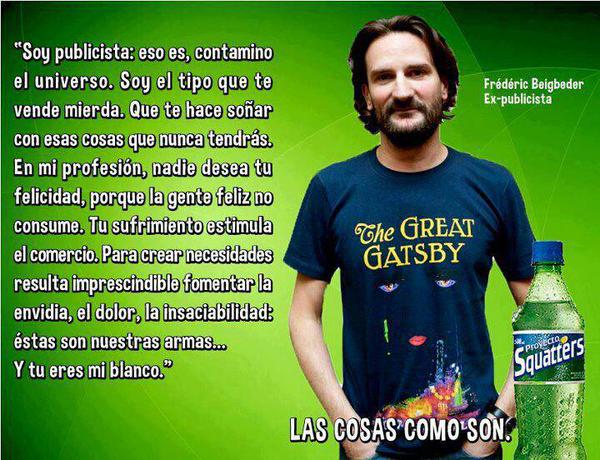 “Soy publicista: eso es, contamino
el universo. Soy el tipo que te
vende mierda. Que te hace soñar
con esas cosas que nunca tendrás.
En mi profesión, nadie desea tu
felicidad, porque la gente feliz no
consume. Tu sufrimiento estimula
el comercio. Para crear necesidades
resulta imprescindible fomentar la
envidia, el dolor, la insaciabilidad:
éstas son nuestras armas...
Y tu eres mi blanco.”
Frédéric Beigbeder
Ex-publicista
The GREAT
GATSBY
PROYECTO
Squatters
LAS COSAS COMO SON.